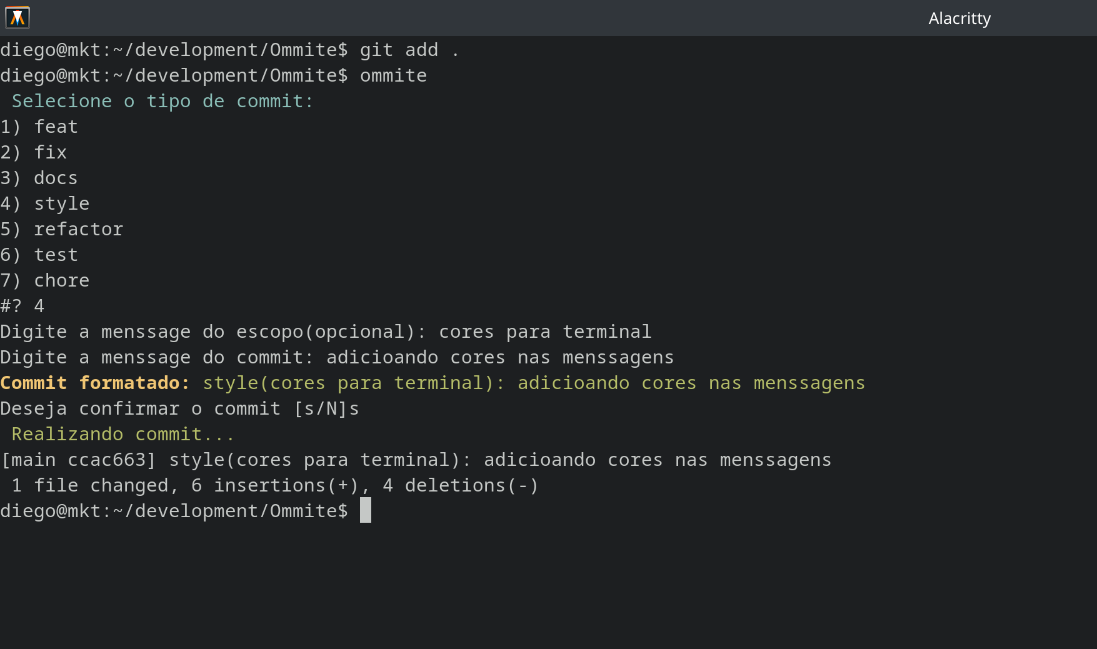 Alacritty
diego@mkt:~/development/Ommite$ git add .
diego@mkt:~/development/Ommite$ ommite
Selecione o tipo de commit:
1) feat
2) fix
3) docs
4) style
5) refactor
6) test
7) chore
#? 4
Digite a menssage do escopo(opcional): cores para terminal
Digite a menssage do commit: adicioando cores nas menssagens
Commit formatado: style(cores para terminal): adicioando cores nas menssagens
Deseja confirmar o commit [s/N]s
Realizando commit...
[main ccac663] style(cores para terminal): adicioando cores nas menssagens
1 file changed, 6 insertions(+), 4 deletions(-)
diego@mkt:~/development/Ommite$